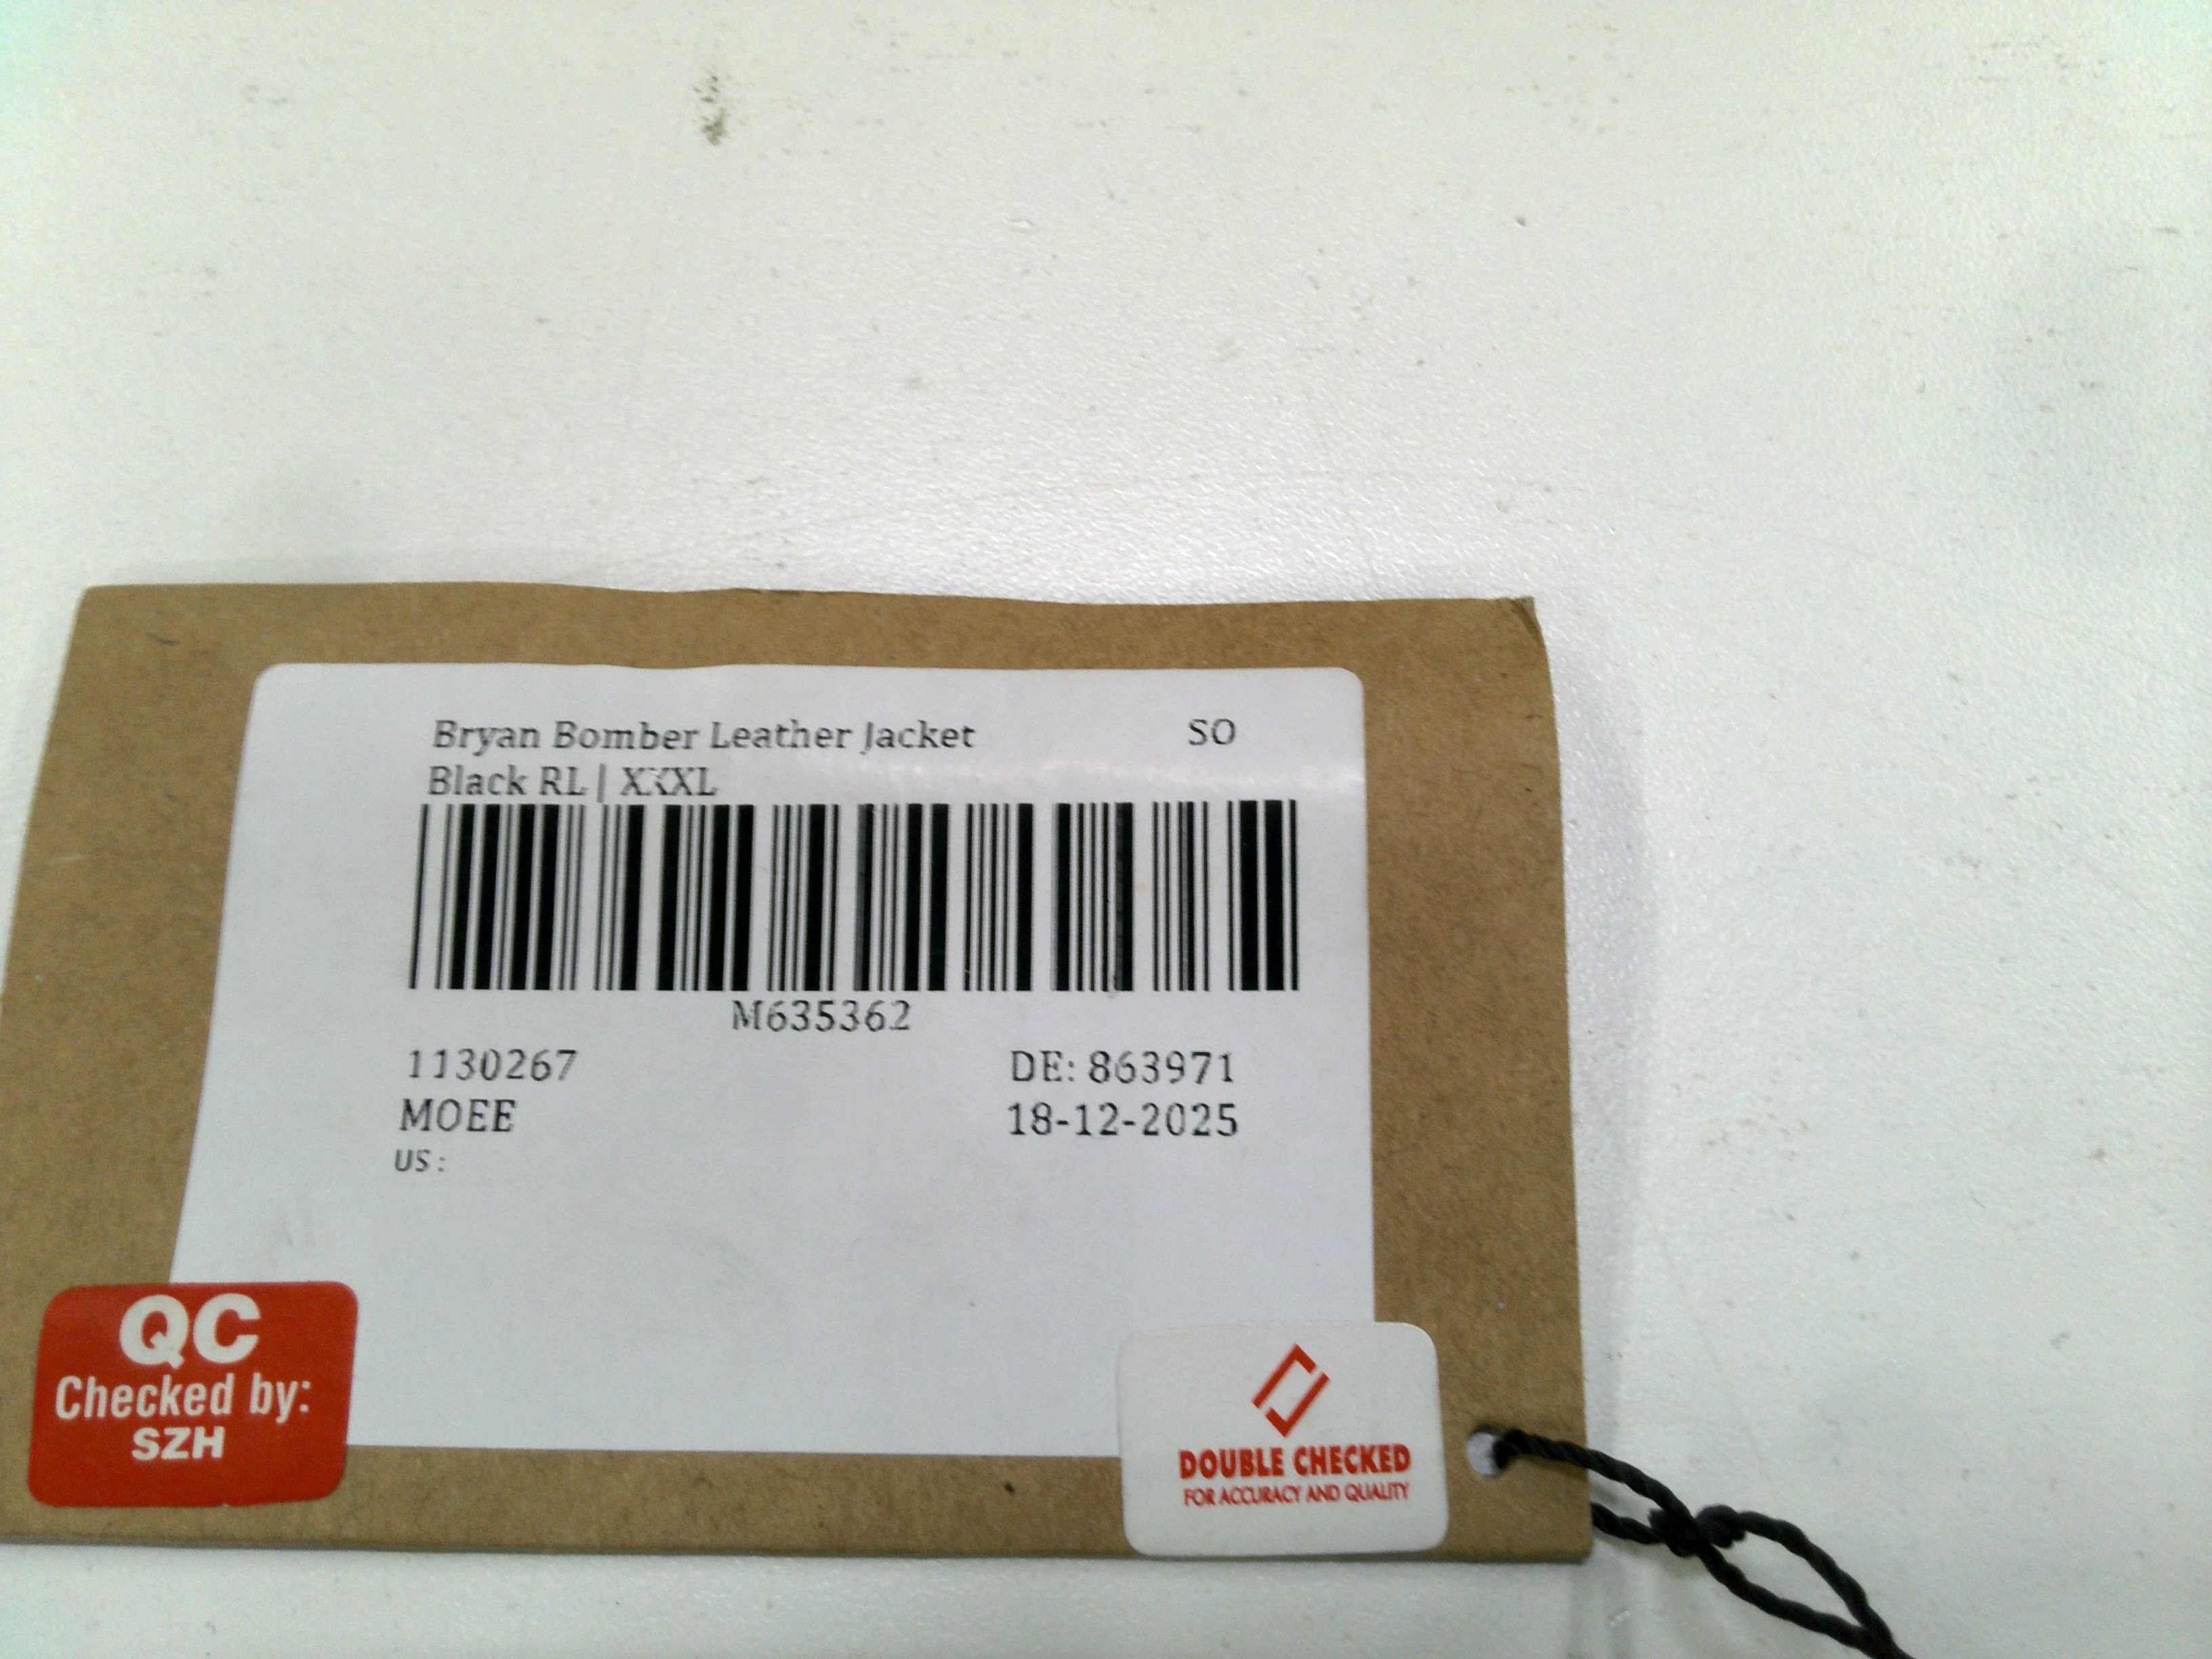 Bryan Bomber Leather Jacket SO
Black RL | XXXL
M635362
1130267 DE: 863971
MOEE 18-12-2025
US :
QC
Checked by:
SZH
DOUBLE CHECKED
FOR ACCURACY AND QUALITY